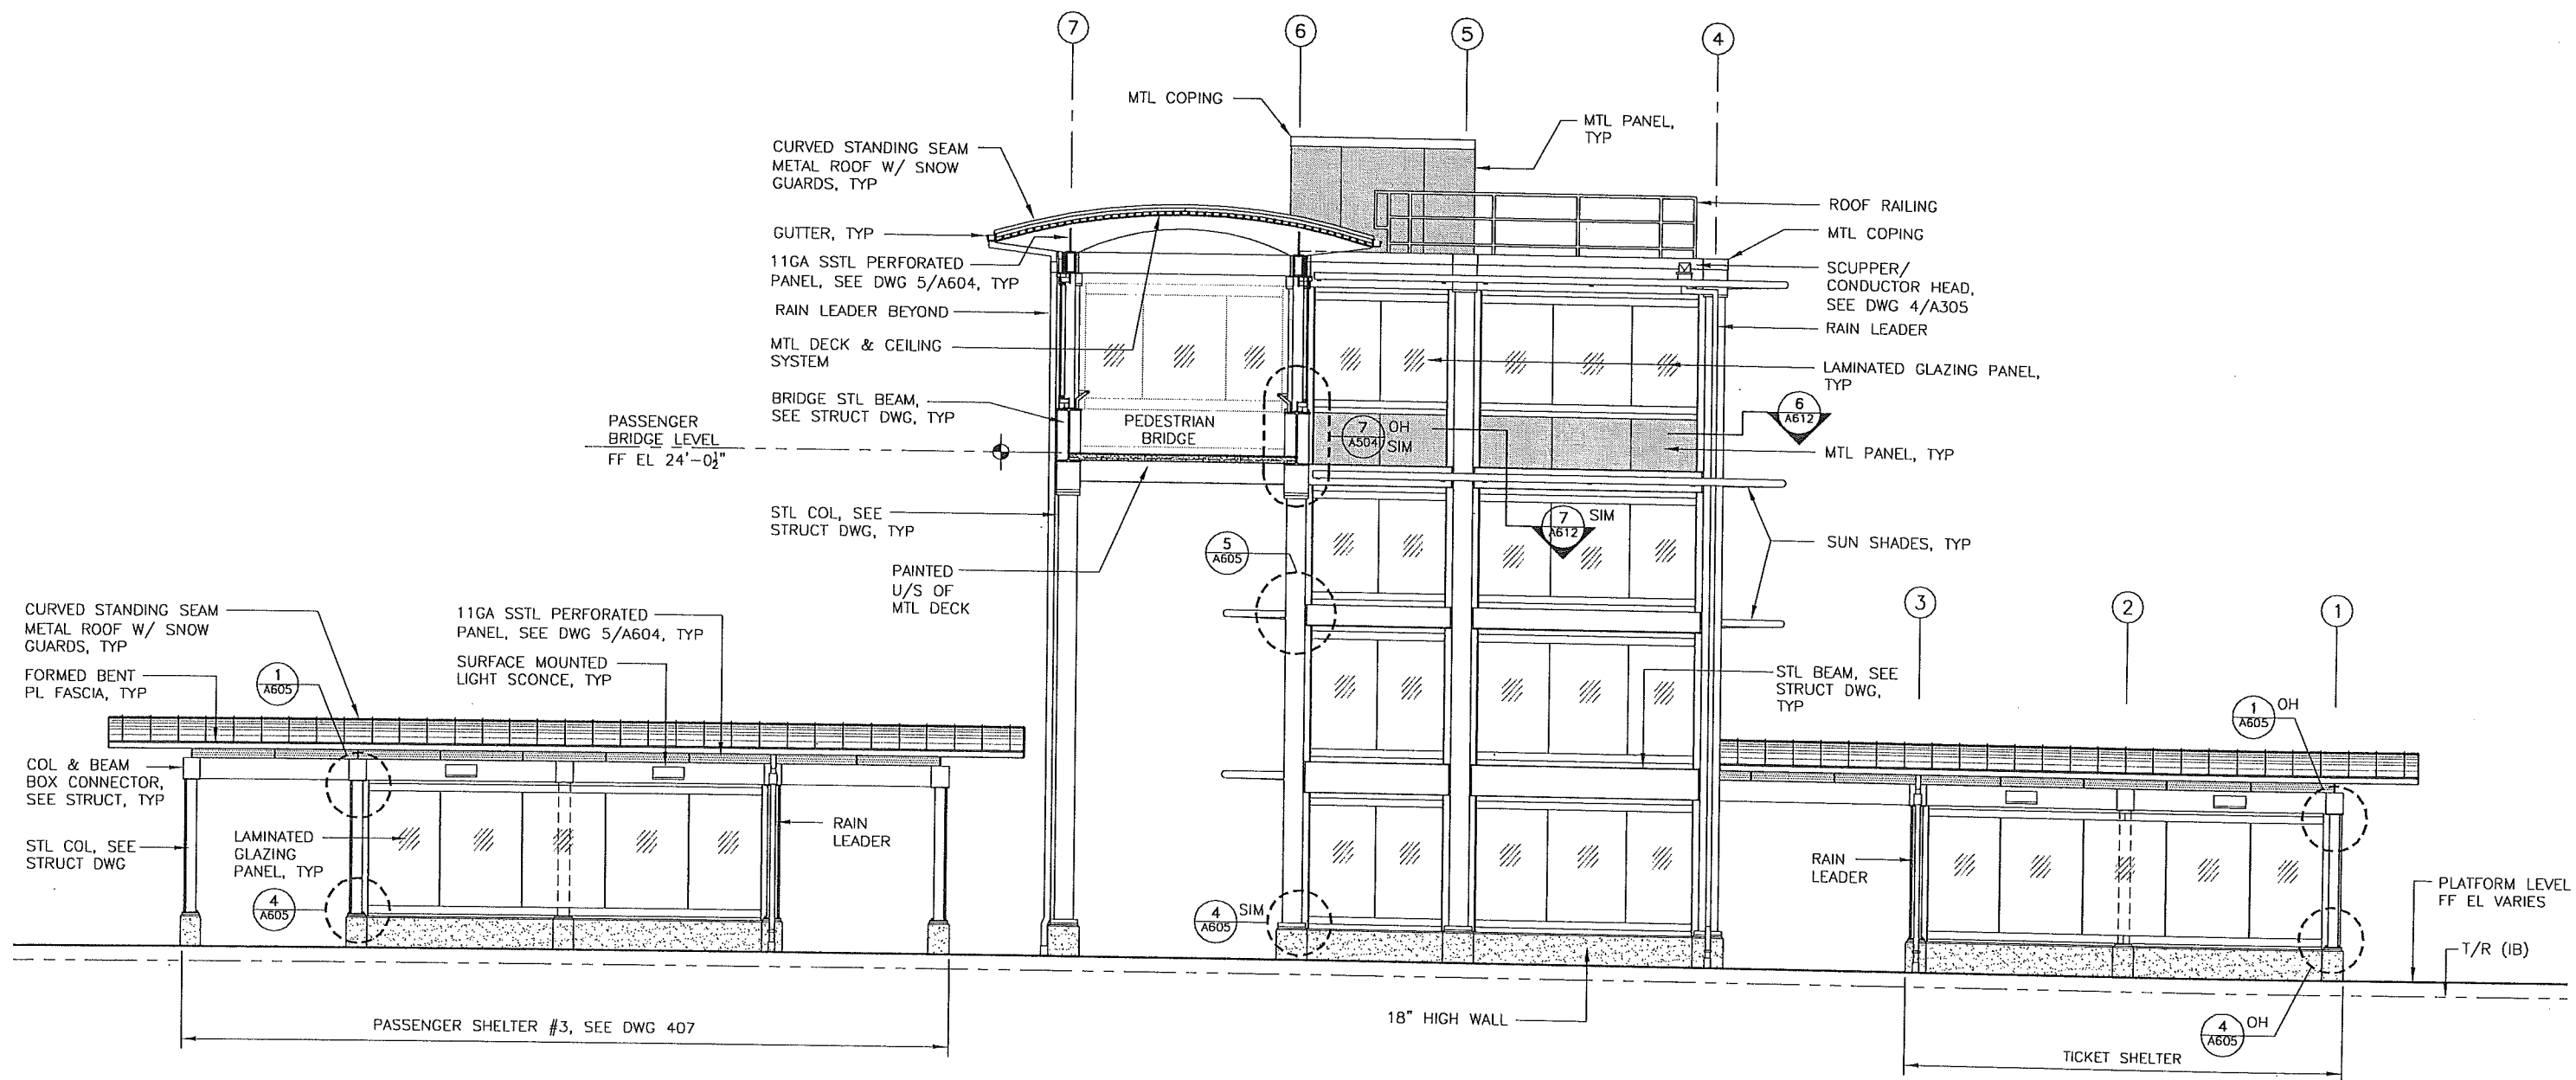 7
6
5
4
MTL COPING
MTL PANEL,
TYP
CURVED STANDING SEAM
METAL ROOF W/ SNOW
GUARDS, TYP
GUTTER, TYP
11GA SSTL PERFORATED
PANEL, SEE DWG 5/A604, TYP
RAIN LEADER BEYOND
MTL DECK & CEILING
SYSTEM
BRIDGE STL BEAM,
SEE STRUCT DWG, TYP
PASSENGER
BRIDGE LEVEL
FF EL 24'-0½"
PEDESTRIAN
BRIDGE
STL COL, SEE
STRUCT DWG, TYP
PAINTED
U/S OF
MTL DECK
ROOF RAILING
MTL COPING
SCUPPER/
CONDUCTOR HEAD,
SEE DWG 4/A305
RAIN LEADER
LAMINATED GLAZING PANEL,
TYP
6
A612
MTL PANEL, TYP
7 OH
A504 SIM
7 SIM
A612
5
A605
SUN SHADES, TYP
3
2
1
CURVED STANDING SEAM
METAL ROOF W/ SNOW
GUARDS, TYP
11GA SSTL PERFORATED
PANEL, SEE DWG 5/A604, TYP
FORMED BENT
PL FASCIA, TYP
1
A605
SURFACE MOUNTED
LIGHT SCONCE, TYP
STL BEAM, SEE
STRUCT DWG,
TYP
1 OH
A605
COL & BEAM
BOX CONNECTOR,
SEE STRUCT, TYP
STL COL, SEE
STRUCT DWG
LAMINATED
GLAZING
PANEL, TYP
RAIN
LEADER
4
A605
4 SIM
A605
RAIN
LEADER
PLATFORM LEVEL
FF EL VARIES
T/R (IB)
PASSENGER SHELTER #3, SEE DWG 407
18" HIGH WALL
4 OH
A605
TICKET SHELTER